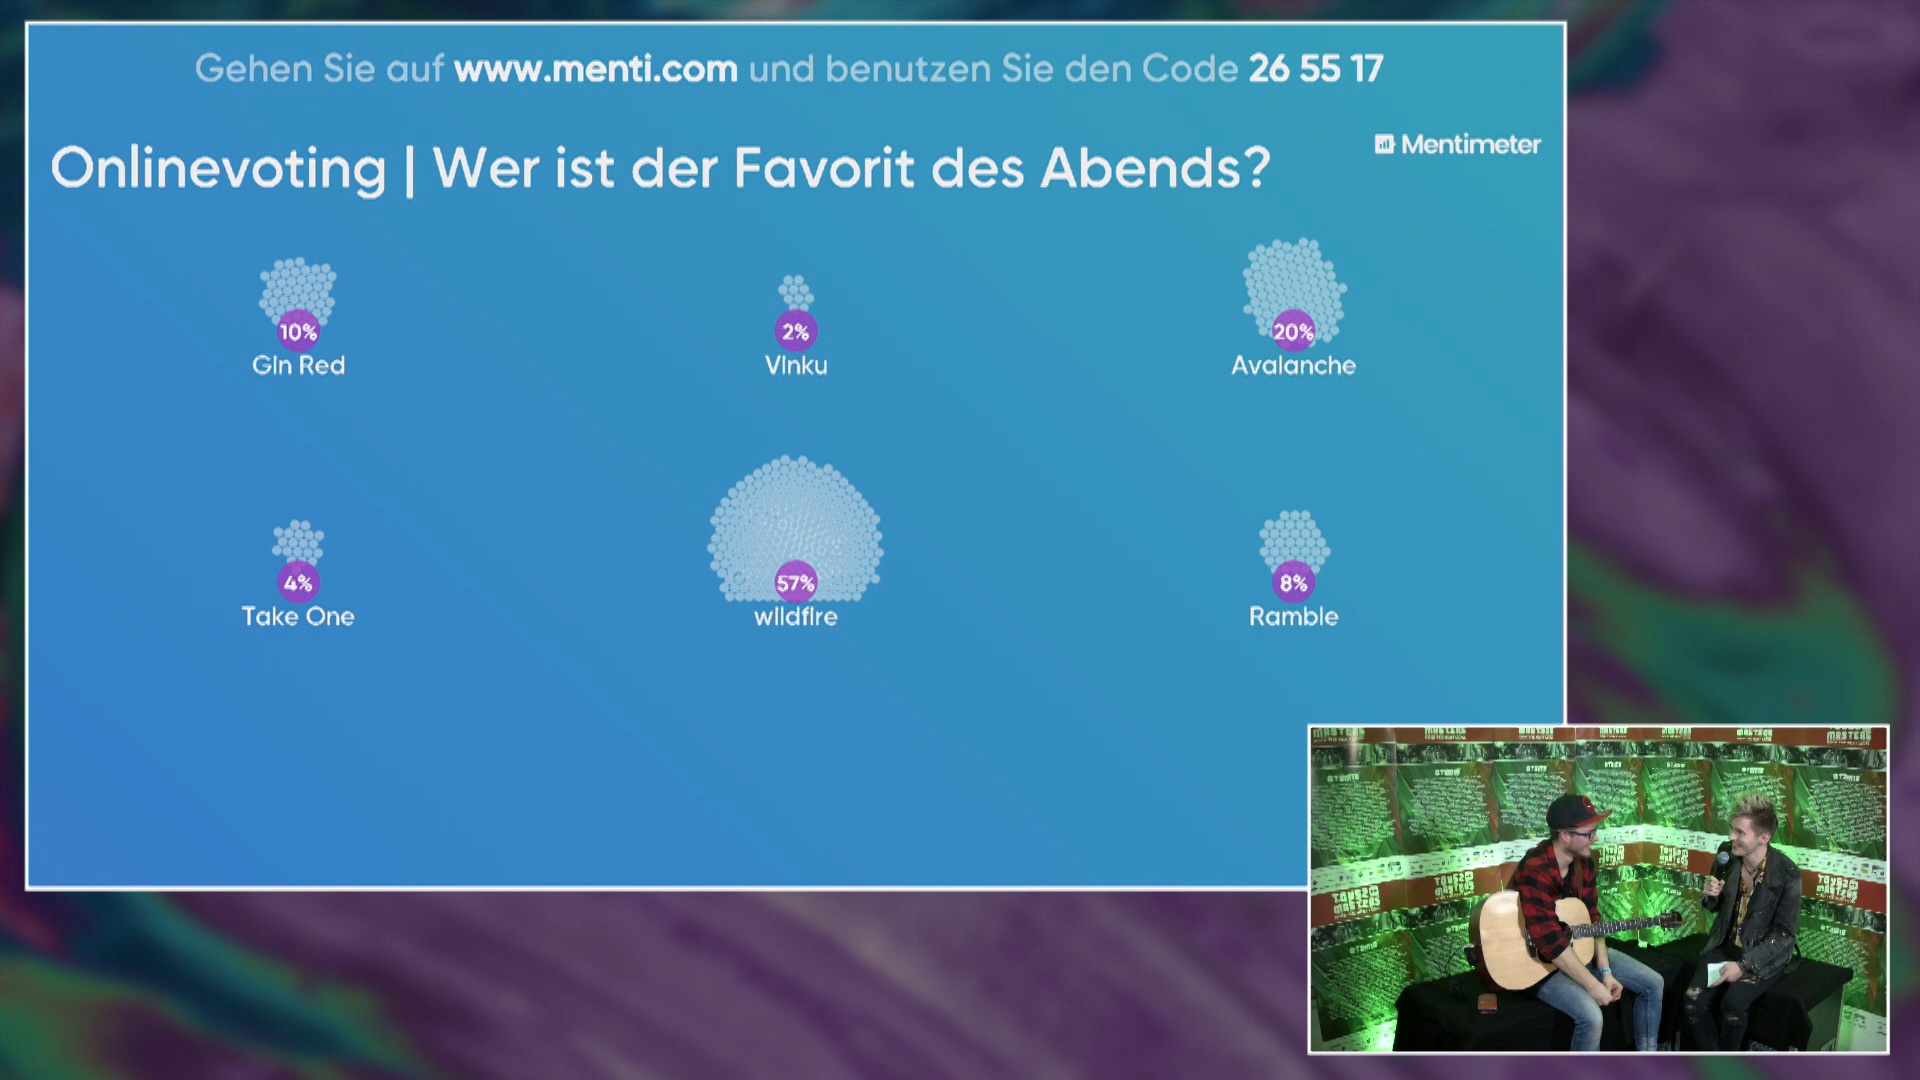 Gehen Sie auf www.menti.com und benutzen Sie den Code 26 55 17
Mentimeter
Onlinevoting | Wer ist der Favorit des Abends?
10%
2%
20%
Gin Red
Vinku
Avalanche
4%
57%
8%
Take One
wildfire
Ramble